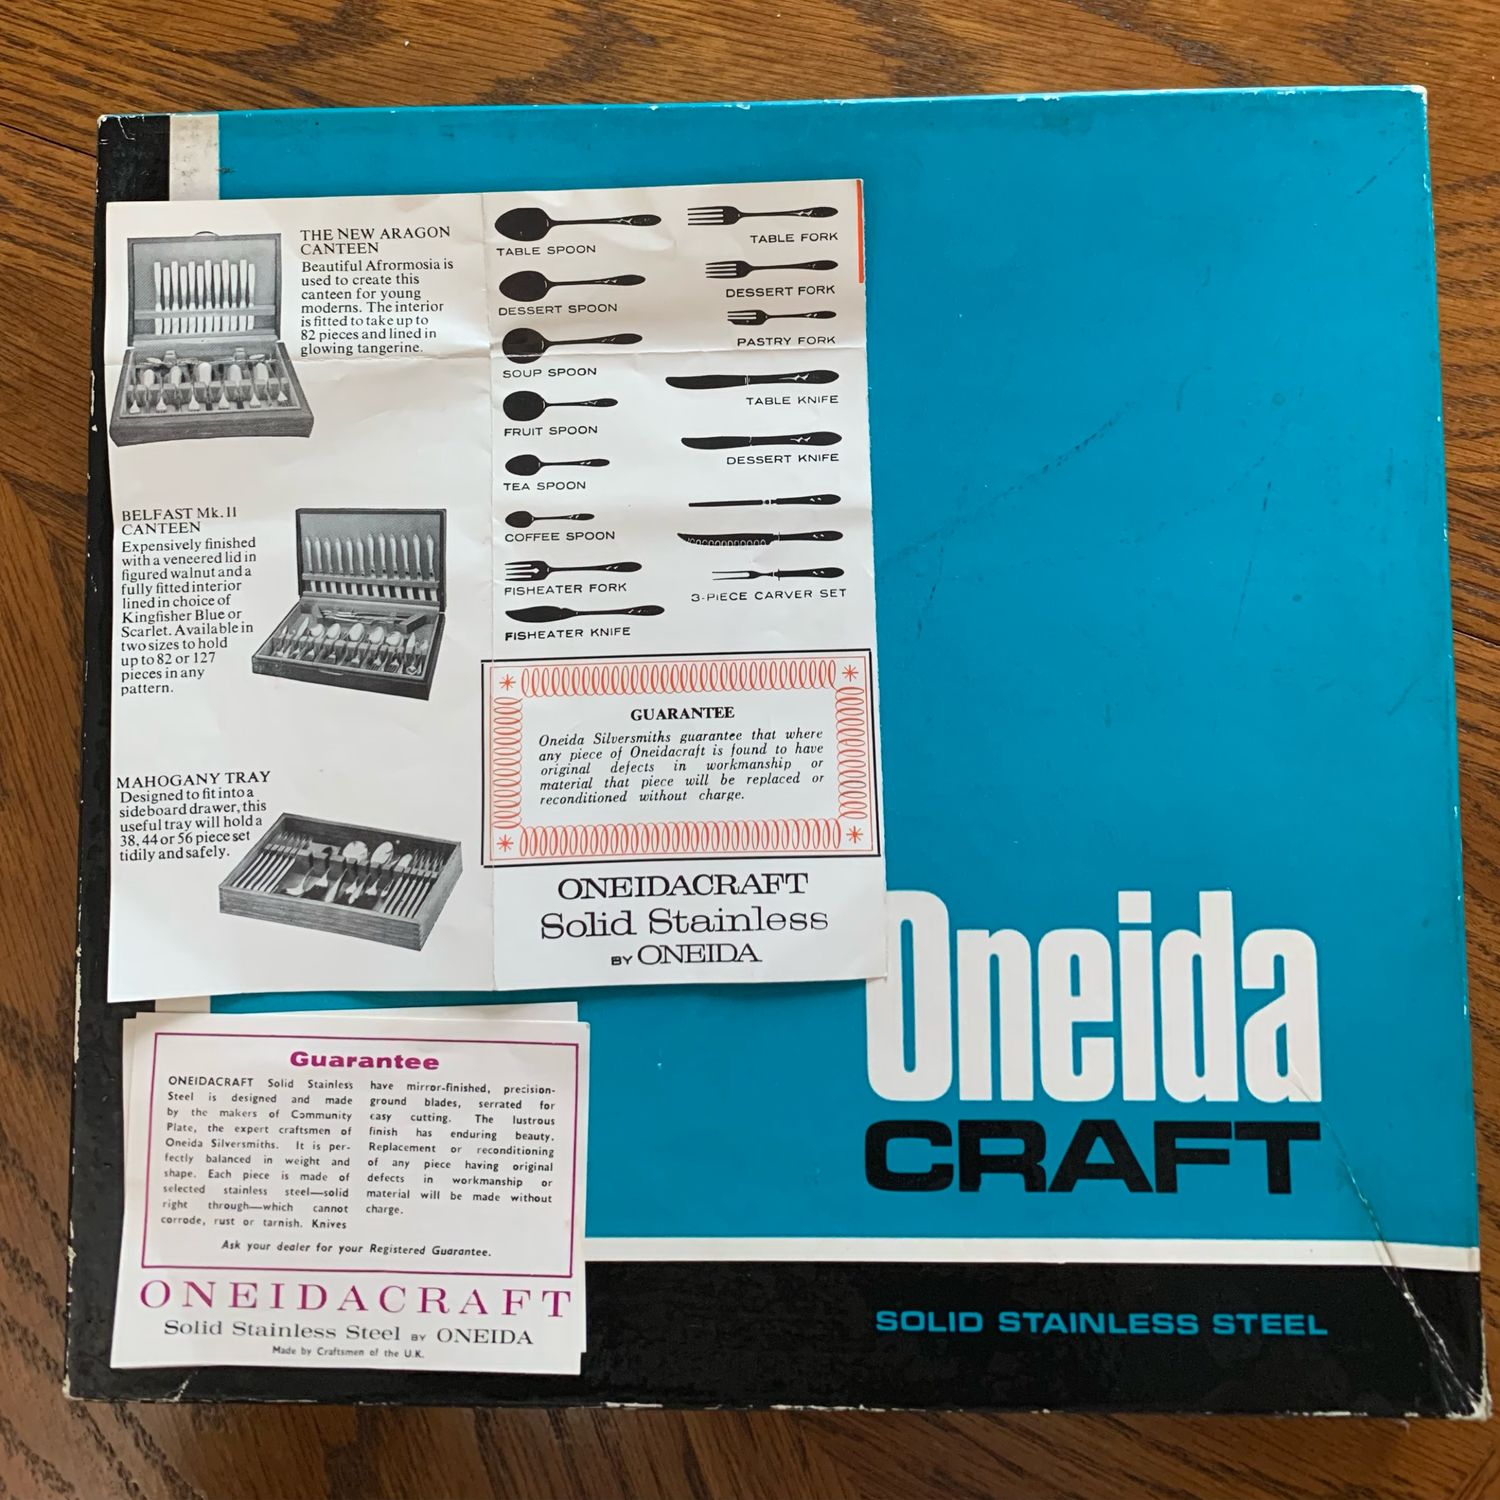 THE NEW ARAGON
CANTEEN
Beautiful Afrormosia is
used to create this
canteen for young
moderns. The interior
is fitted to take up to
82 pieces and lined in
glowing tangerine.
BELFAST Mk.II
CANTEEN
Expensively finished
with a veneered lid in
figured walnut and a
fully fitted interior
lined in choice of
Kingfisher Blue or
Scarlet. Available in
two sizes to hold
up to 82 or 127
pieces in any
pattern.
MAHOGANY TRAY
Designed to fit into a
sideboard drawer, this
useful tray will hold a
38, 44 or 56 piece set
tidily and safely.
TABLE SPOON
DESSERT SPOON
SOUP SPOON
FRUIT SPOON
TEA SPOON
COFFEE SPOON
FISHEATER FORK
FISHEATER KNIFE
TABLE FORK
DESSERT FORK
PASTRY FORK
TABLE KNIFE
DESSERT KNIFE
3-PIECE CARVER SET
GUARANTEE
Oneida Silversmiths guarantee that where
any piece of Oneidacraft is found to have
original defects in workmanship or
material that piece will be replaced or
reconditioned without charge.
ONEIDACRAFT
Solid Stainless
BY ONEIDA
Guarantee
ONEIDACRAFT Solid Stainless
Steel is designed and made
by the makers of Community
Plate, the expert craftsmen of
Oneida Silversmiths. It is per-
fectly balanced in weight and
shape. Each piece is made of
selected stainless steel—solid
right through—which cannot
corrode, rust or tarnish. Knives
have mirror-finished, precision-
ground blades, serrated for
easy cutting. The lustrous
finish has enduring beauty.
Replacement or reconditioning
of any piece having original
defects in workmanship or
material will be made without
charge.
Ask your dealer for your Registered Guarantee.
ONEIDACRAFT
Solid Stainless Steel BY ONEIDA
Made by Craftsmen of the U.K.
Oneida
CRAFT
SOLID STAINLESS STEEL